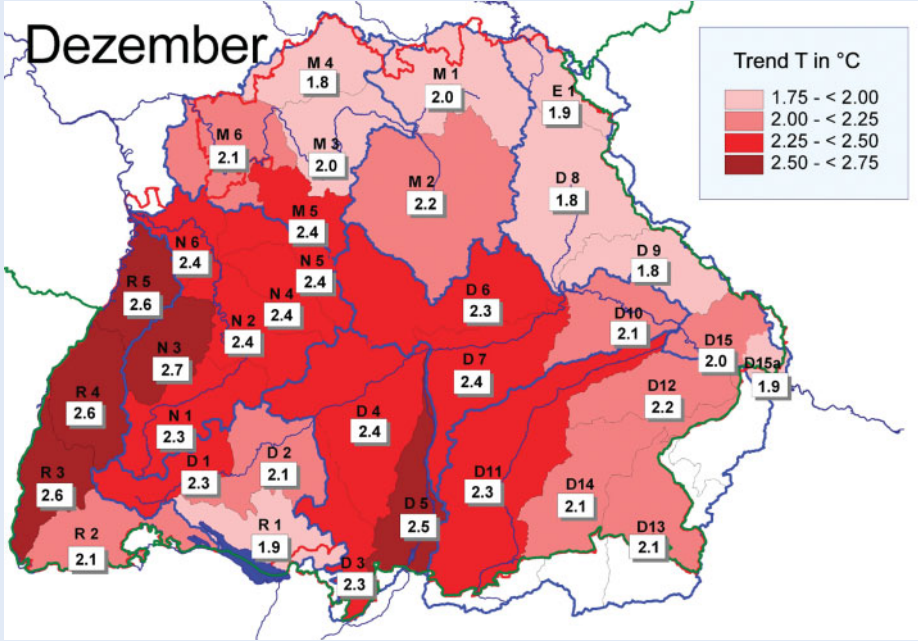 Dezember
Trend T in °C
1.75 - < 2.00
2.00 - < 2.25
2.25 - < 2.50
2.50 - < 2.75
M 4
1.8
M 1
2.0
E 1
1.9
M 6
2.1
M 3
2.0
M 2
2.2
D 8
1.8
M 5
2.4
N 6
2.4
N 5
2.4
D 9
1.8
R 5
2.6
N 4
2.4
D 6
2.3
N 2
2.4
D10
2.1
D15
2.0
N 3
2.7
D 7
2.4
D15a
1.9
R 4
2.6
D12
2.2
N 1
2.3
D 4
2.4
D 1
2.3
D 2
2.1
R 3
2.6
D11
2.3
D14
2.1
D 5
2.5
R 2
2.1
R 1
1.9
D13
2.1
D 3
2.3